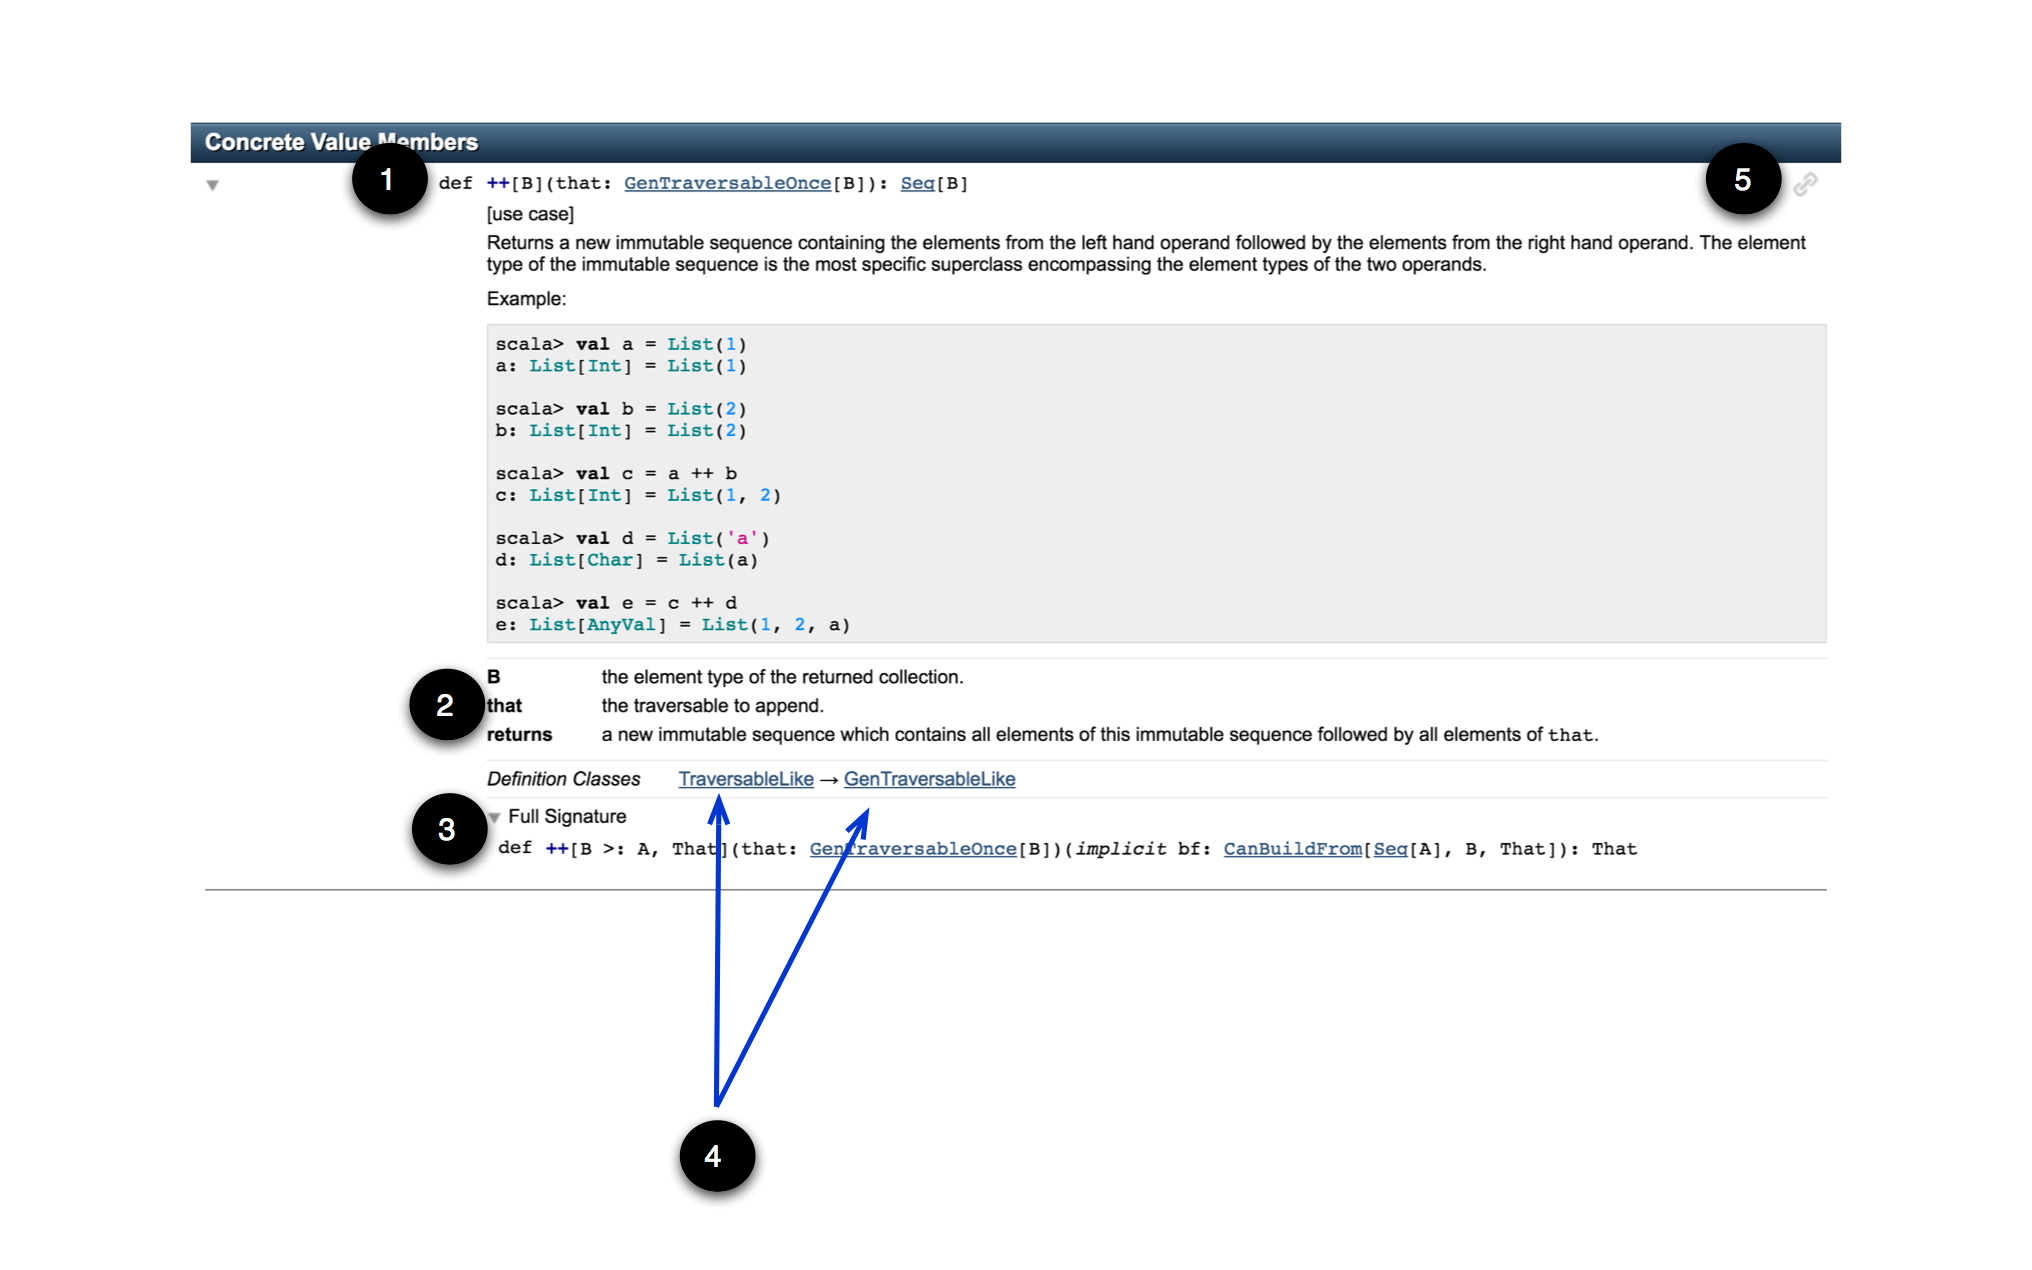 Concrete Value Members
1 def ++[B](that: GenTraversableOnce[B]): Seq[B] 5
[use case]
Returns a new immutable sequence containing the elements from the left hand operand followed by the elements from the right hand operand. The element
type of the immutable sequence is the most specific superclass encompassing the element types of the two operands.
Example:
scala> val a = List(1)
a: List[Int] = List(1)
scala> val b = List(2)
b: List[Int] = List(2)
scala> val c = a ++ b
c: List[Int] = List(1, 2)
scala> val d = List('a')
d: List[Char] = List(a)
scala> val e = c ++ d
e: List[AnyVal] = List(1, 2, a)
B the element type of the returned collection.
2 that the traversable to append.
returns a new immutable sequence which contains all elements of this immutable sequence followed by all elements of that.
Definition Classes TraversableLike → GenTraversableLike
3 Full Signature
def ++[B >: A, That](that: GenTraversableOnce[B])(implicit bf: CanBuildFrom[Seq[A], B, That]): That
4